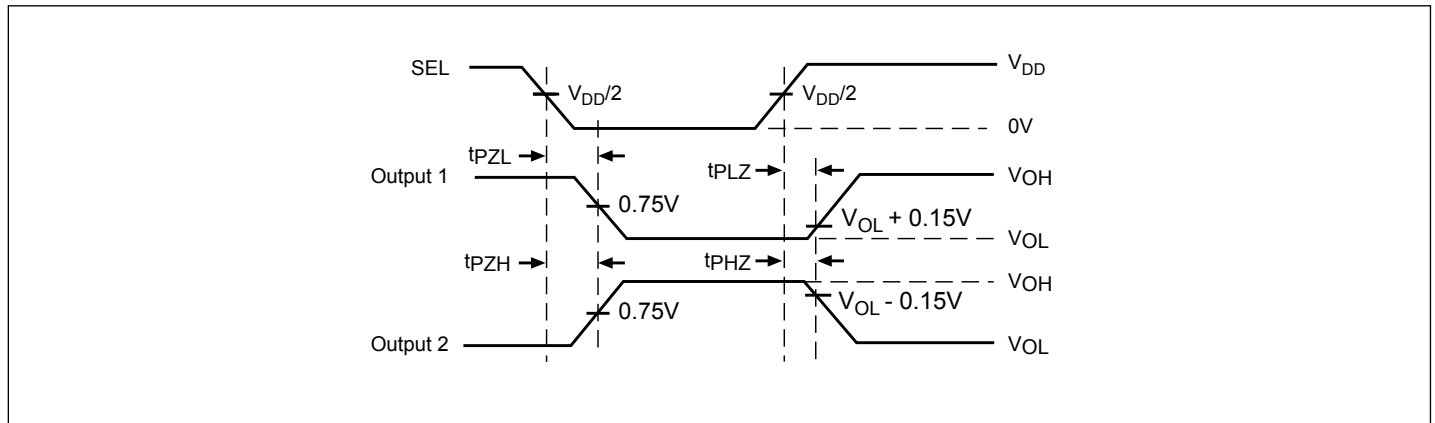 SEL
VDD/2
VDD/2
VDD
0V
tPZL
tPLZ
Output 1
0.75V
VOL + 0.15V
VOH
VOL
tPZH
tPHZ
VOH
0.75V
VOL - 0.15V
Output 2
VOL